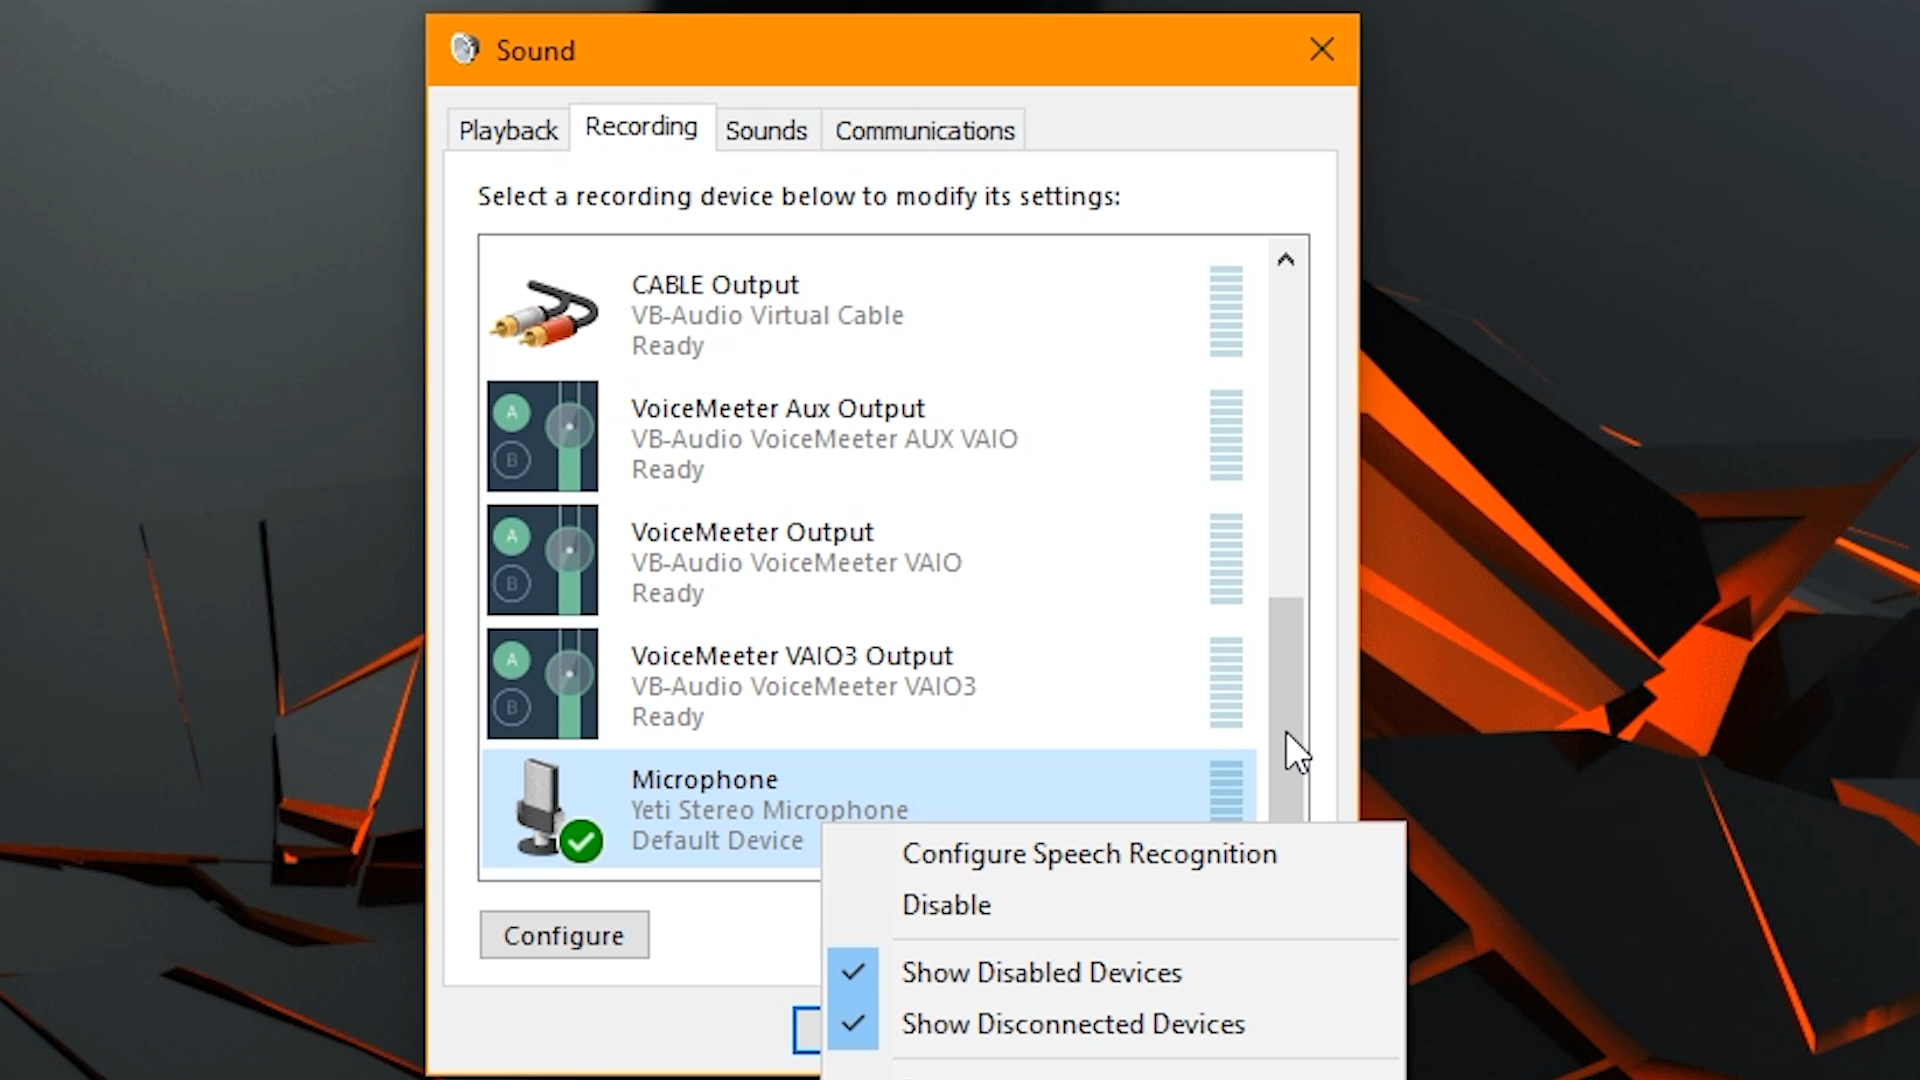 Sound
Playback
Recording
Sounds
Communications
Select a recording device below to modify its settings:
CABLE Output
VB-Audio Virtual Cable
Ready
A
B
VoiceMeeter Aux Output
VB-Audio VoiceMeeter AUX VAIO
Ready
A
B
VoiceMeeter Output
VB-Audio VoiceMeeter VAIO
Ready
A
B
VoiceMeeter VAIO3 Output
VB-Audio VoiceMeeter VAIO3
Ready
Microphone
Yeti Stereo Microphone
Default Device
Configure Speech Recognition
Disable
Show Disabled Devices
Show Disconnected Devices
Configure